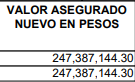 VALOR ASEGURADO
NUEVO EN PESOS
247,387,144.30
247,387,144.30